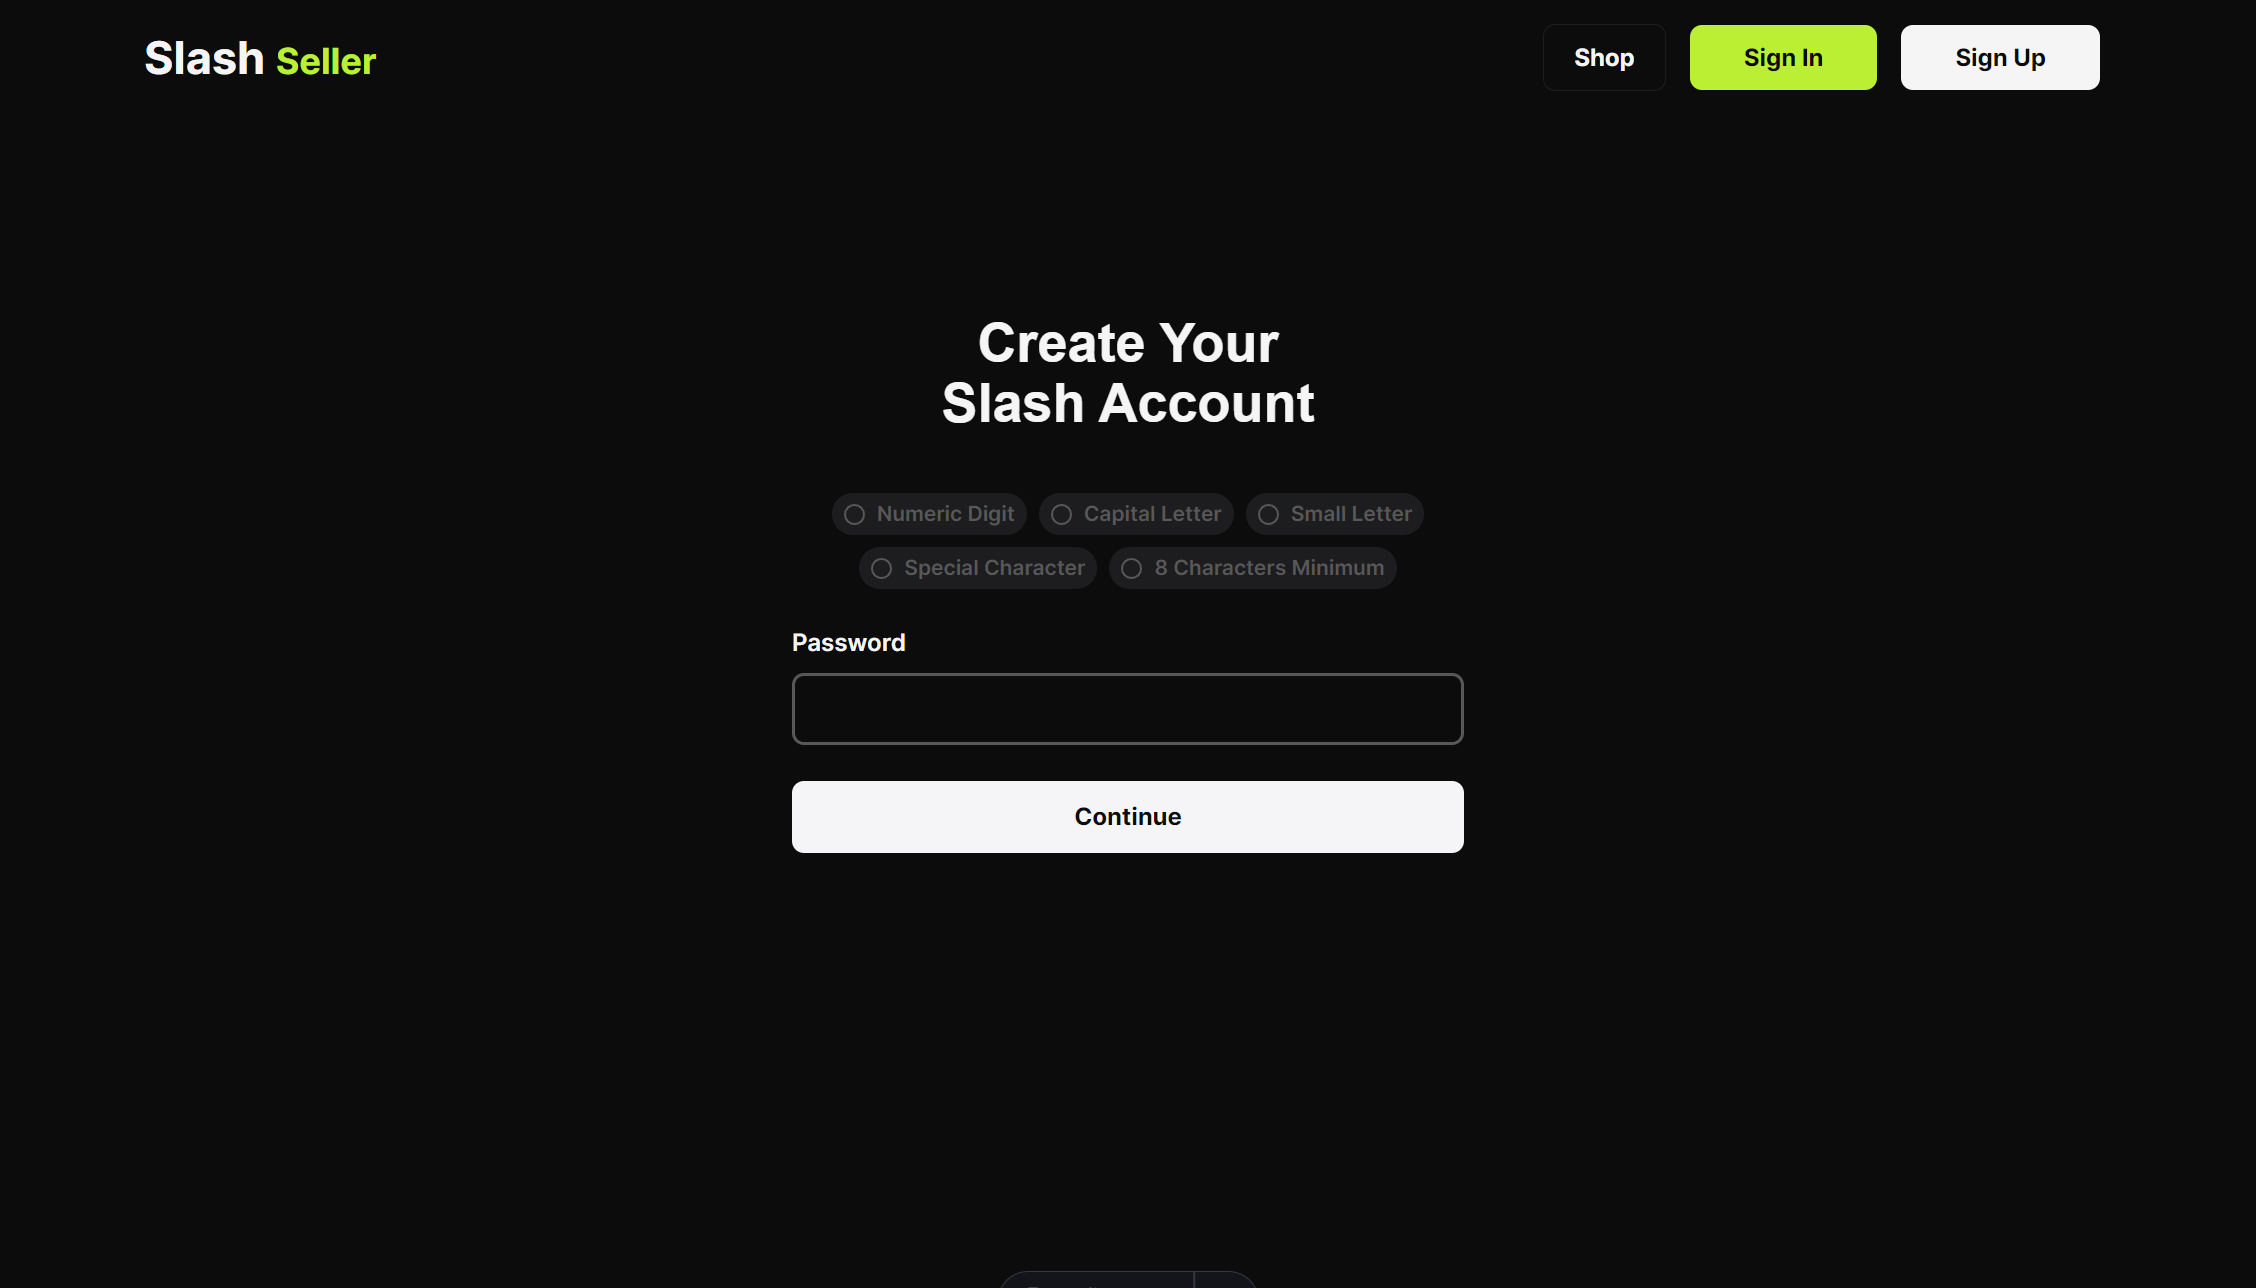 Slash Seller
Shop
Sign In
Sign Up
Create Your
Slash Account
Numeric Digit
Capital Letter
Small Letter
Special Character
8 Characters Minimum
Password
Continue